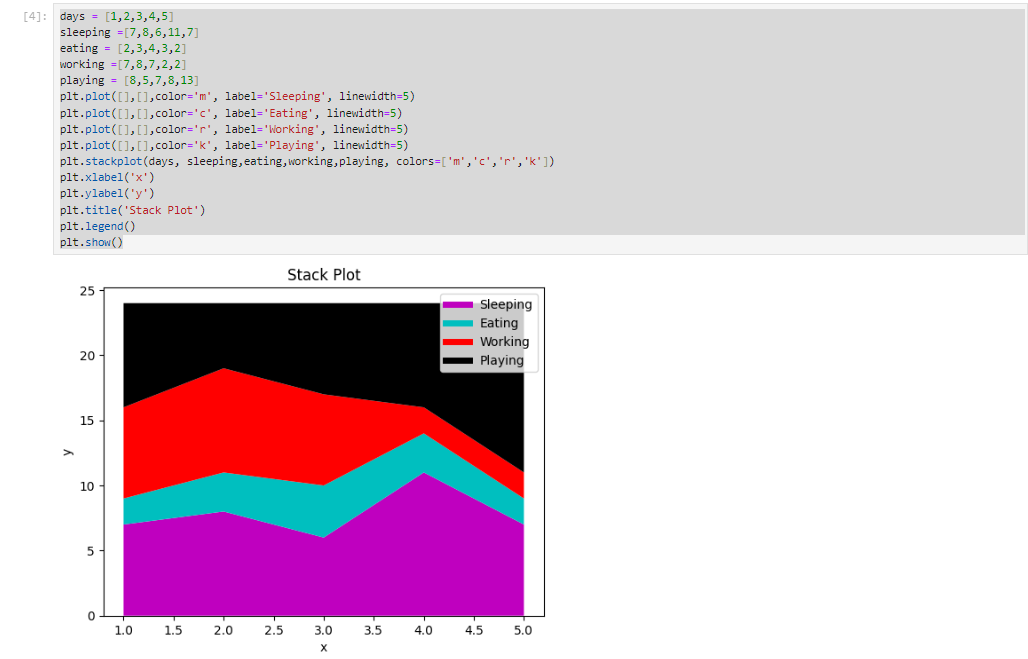 [4]:
days = [1,2,3,4,5]
sleeping =[7,8,6,11,7]
eating = [2,3,4,3,2]
working =[7,8,7,2,2]
playing = [8,5,7,8,13]
plt.plot([],[],color='m', label='Sleeping', linewidth=5)
plt.plot([],[],color='c', label='Eating', linewidth=5)
plt.plot([],[],color='r', label='Working', linewidth=5)
plt.plot([],[],color='k', label='Playing', linewidth=5)
plt.stackplot(days, sleeping,eating,working,playing, colors=['m','c','r','k'])
plt.xlabel('x')
plt.ylabel('y')
plt.title('Stack Plot')
plt.legend()
plt.show()
Stack Plot
25
20
15
10
5
0
y
Sleeping
Eating
Working
Playing
1.0 1.5 2.0 2.5 3.0 3.5 4.0 4.5 5.0
x